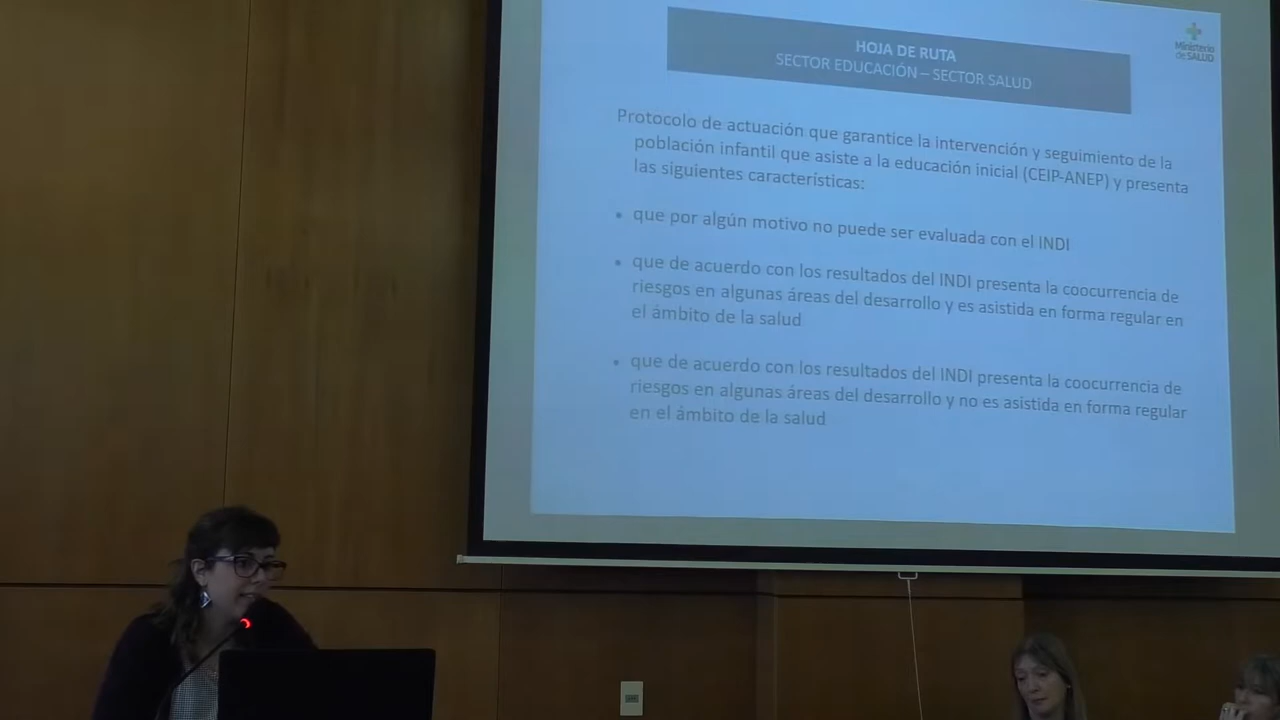 HOJA DE RUTA
SECTOR EDUCACIÓN – SECTOR SALUD
Ministerio
de SALUD
Protocolo de actuación que garantice la intervención y seguimiento de la
población infantil que asiste a la educación inicial (CEIP-ANEP) y presenta
las siguientes características:
• que por algún motivo no puede ser evaluada con el INDI
• que de acuerdo con los resultados del INDI presenta la coocurrencia de
riesgos en algunas áreas del desarrollo y es asistida en forma regular en
el ámbito de la salud
• que de acuerdo con los resultados del INDI presenta la coocurrencia de
riesgos en algunas áreas del desarrollo y no es asistida en forma regular
en el ámbito de la salud